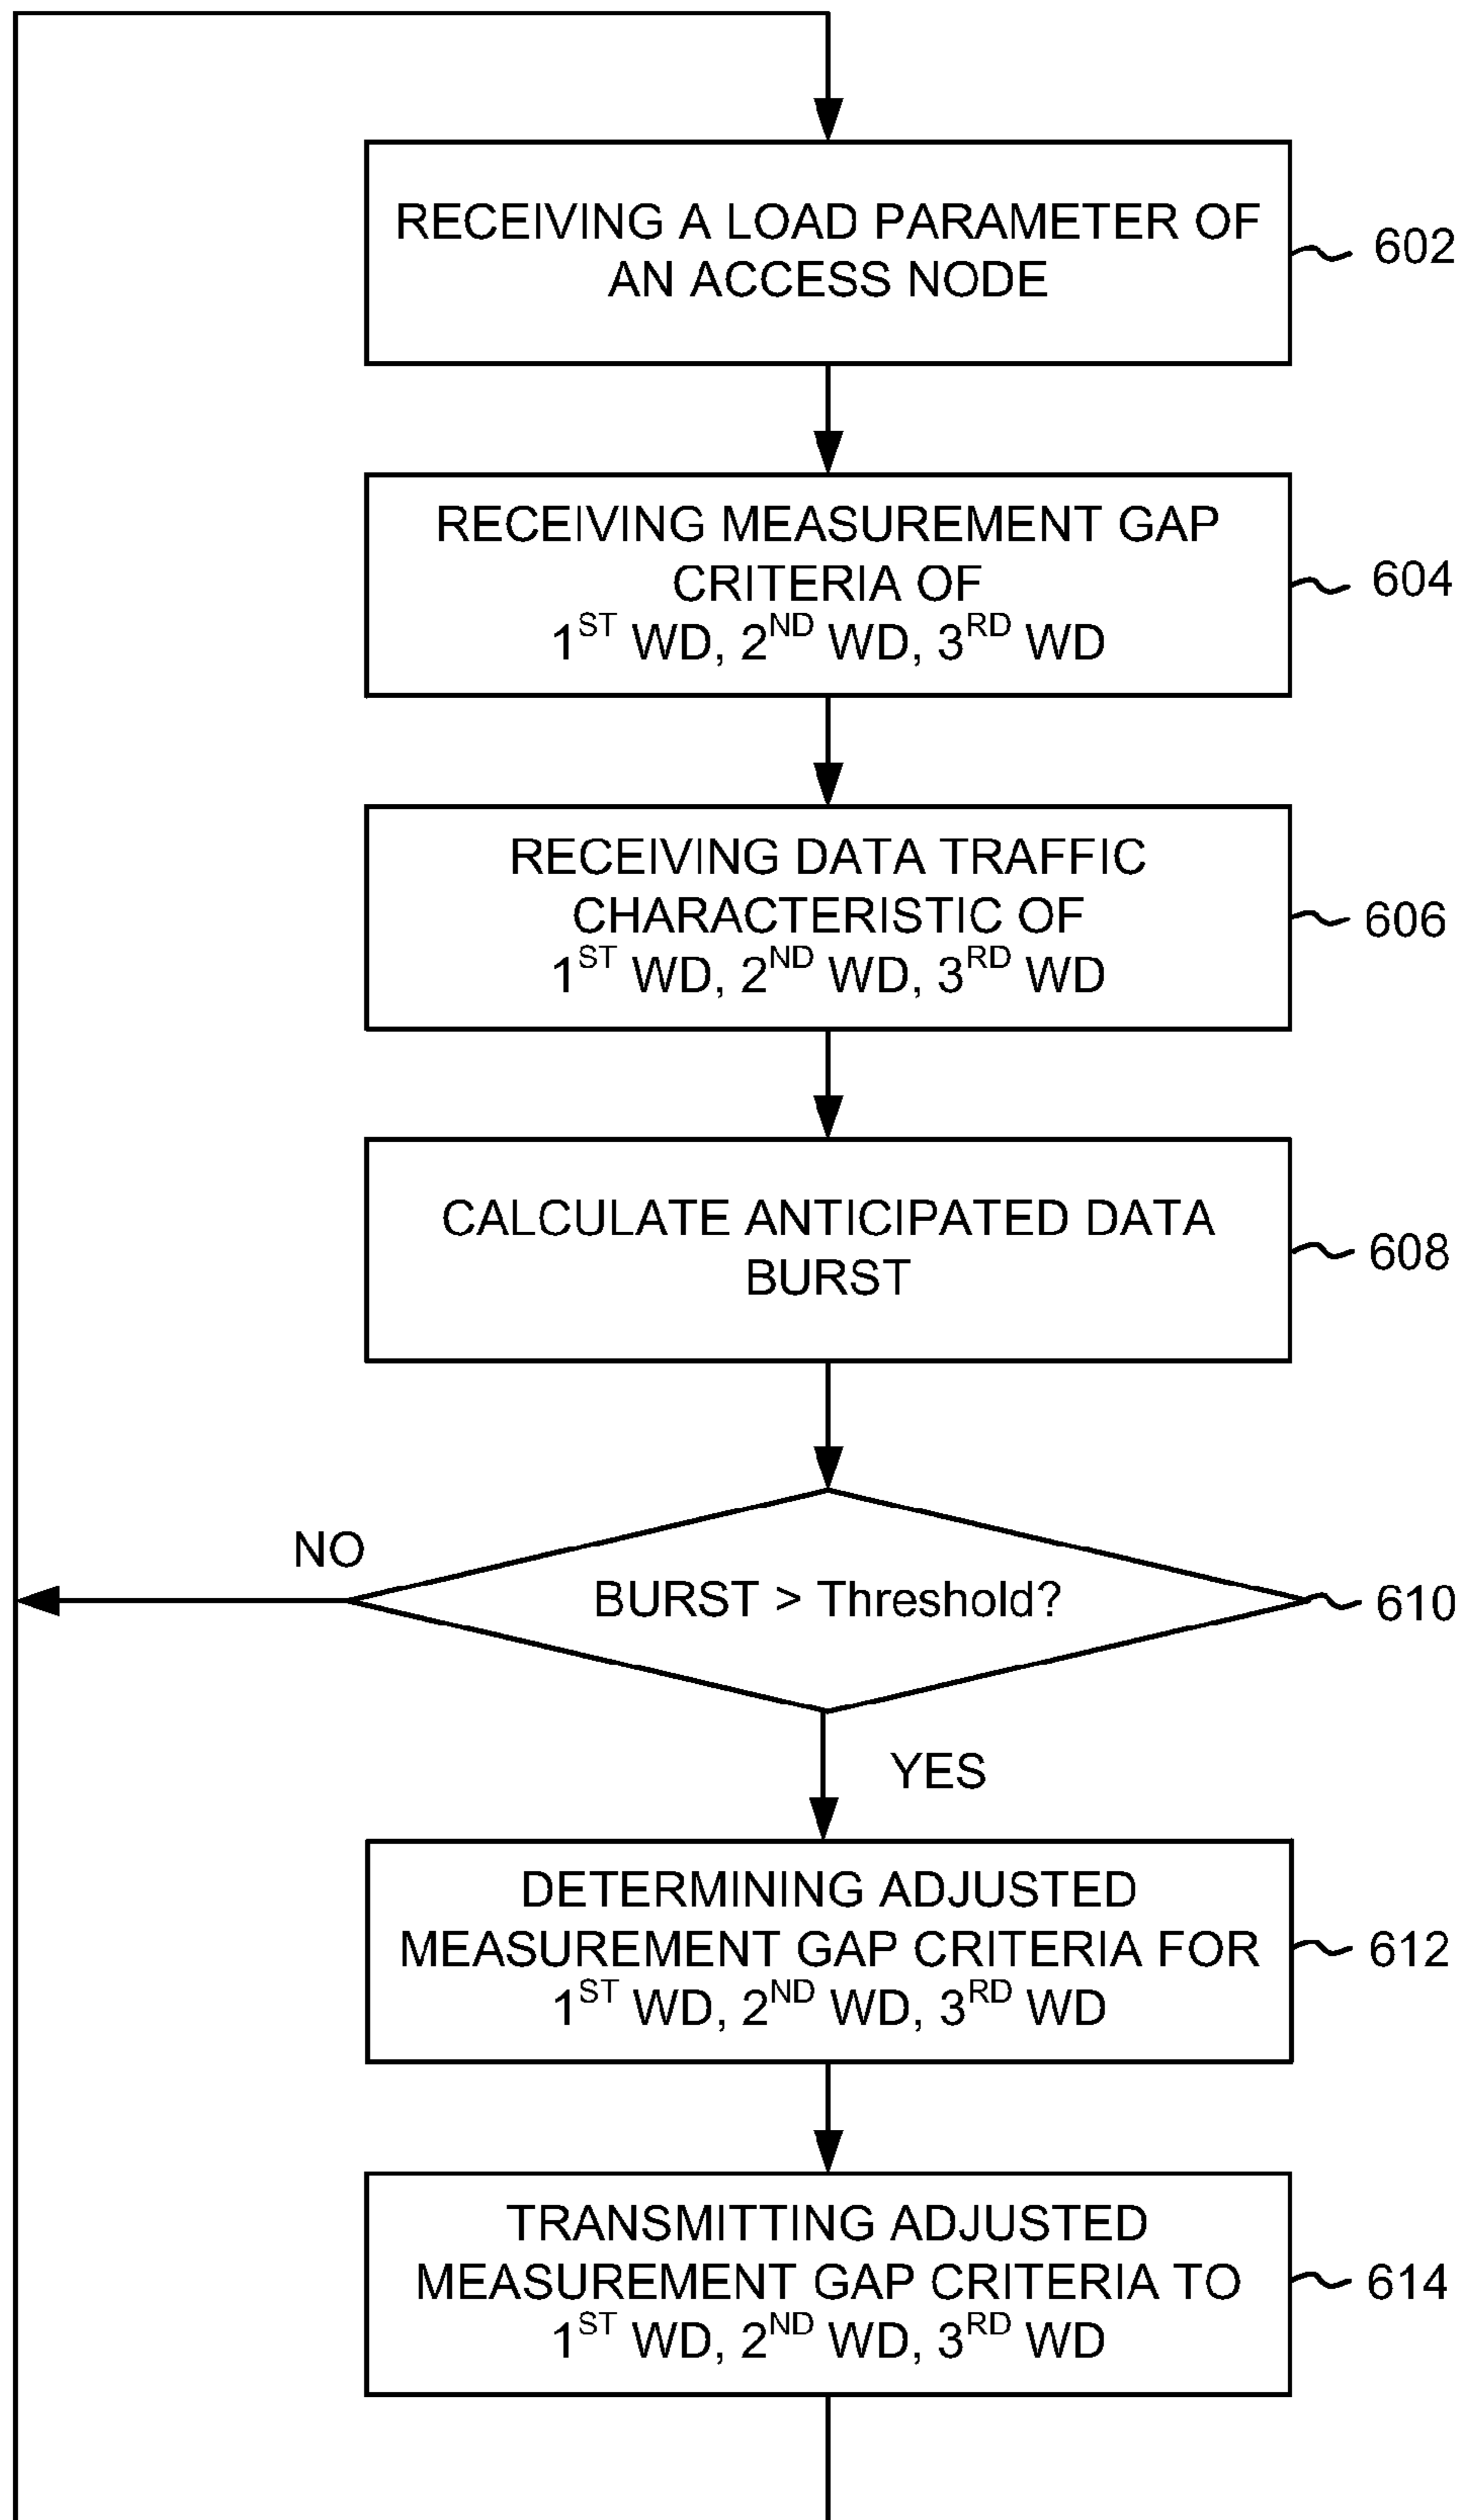 RECEIVING A LOAD PARAMETER OF
AN ACCESS NODE
602
RECEIVING MEASUREMENT GAP
CRITERIA OF
1ST WD, 2ND WD, 3RD WD
604
RECEIVING DATA TRAFFIC
CHARACTERISTIC OF
1ST WD, 2ND WD, 3RD WD
606
CALCULATE ANTICIPATED DATA
BURST
608
NO
BURST > Threshold?
610
YES
DETERMINING ADJUSTED
MEASUREMENT GAP CRITERIA FOR
1ST WD, 2ND WD, 3RD WD
612
TRANSMITTING ADJUSTED
MEASUREMENT GAP CRITERIA TO
1ST WD, 2ND WD, 3RD WD
614